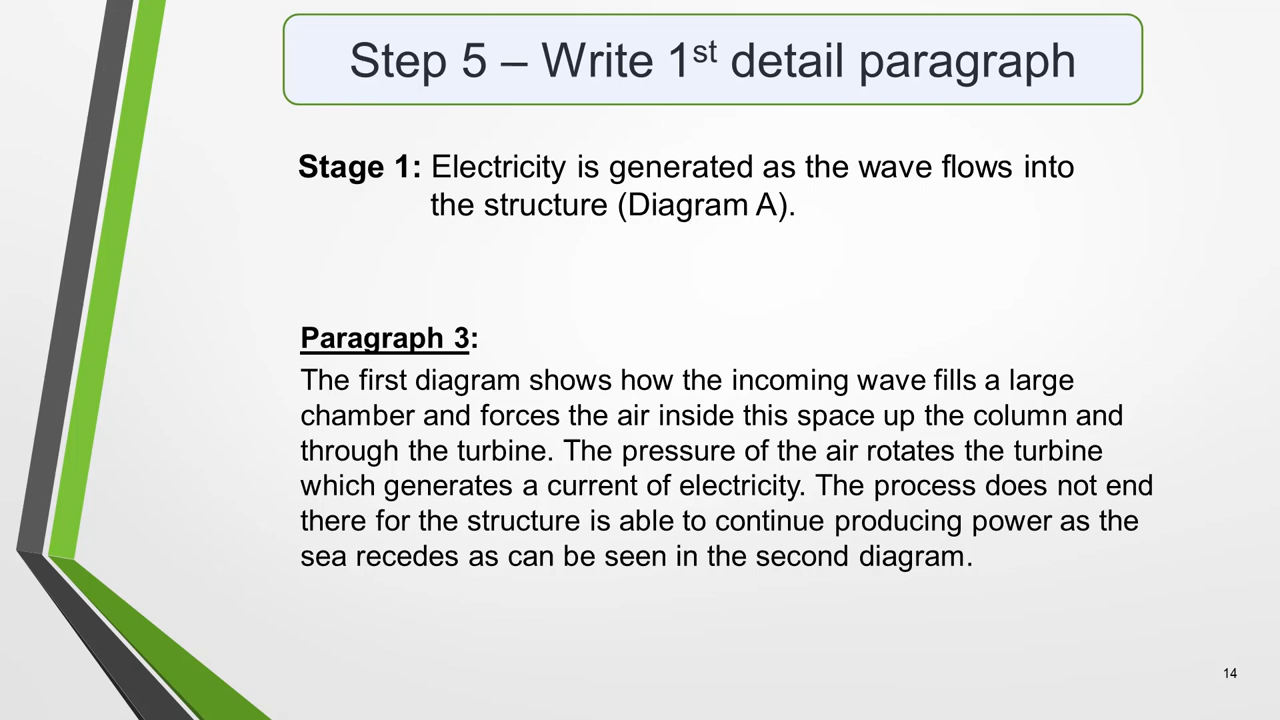 Step 5 – Write 1st detail paragraph
Stage 1: Electricity is generated as the wave flows into
the structure (Diagram A).
Paragraph 3:
The first diagram shows how the incoming wave fills a large
chamber and forces the air inside this space up the column and
through the turbine. The pressure of the air rotates the turbine
which generates a current of electricity. The process does not end
there for the structure is able to continue producing power as the
sea recedes as can be seen in the second diagram.
14